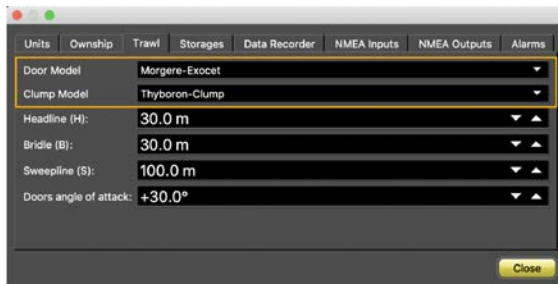 Units Ownship Trawl Storages Data Recorder NMEA Inputs NMEA Outputs Alarms
Door Model Morgere-Exocet
Clump Model Thyboron-Clump
Headline (H): 30.0 m
Bridle (B): 30.0 m
Sweepline (S): 100.0 m
Doors angle of attack: +30.0°
Close